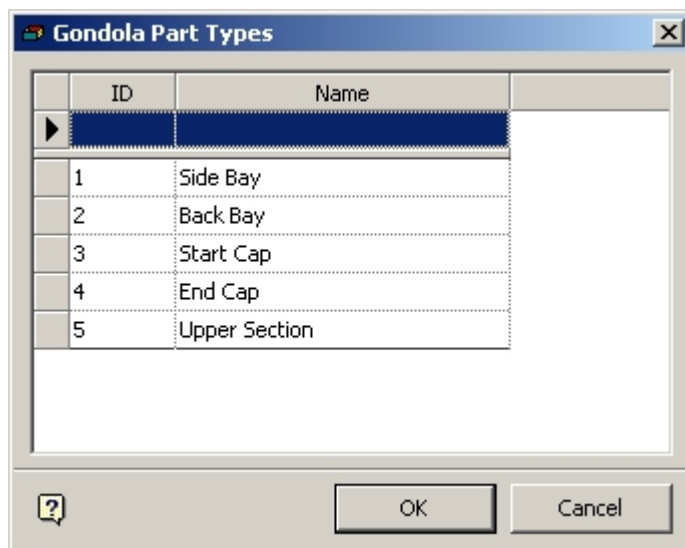 Gondola Part Types
ID Name
1 Side Bay
2 Back Bay
3 Start Cap
4 End Cap
5 Upper Section
OK Cancel